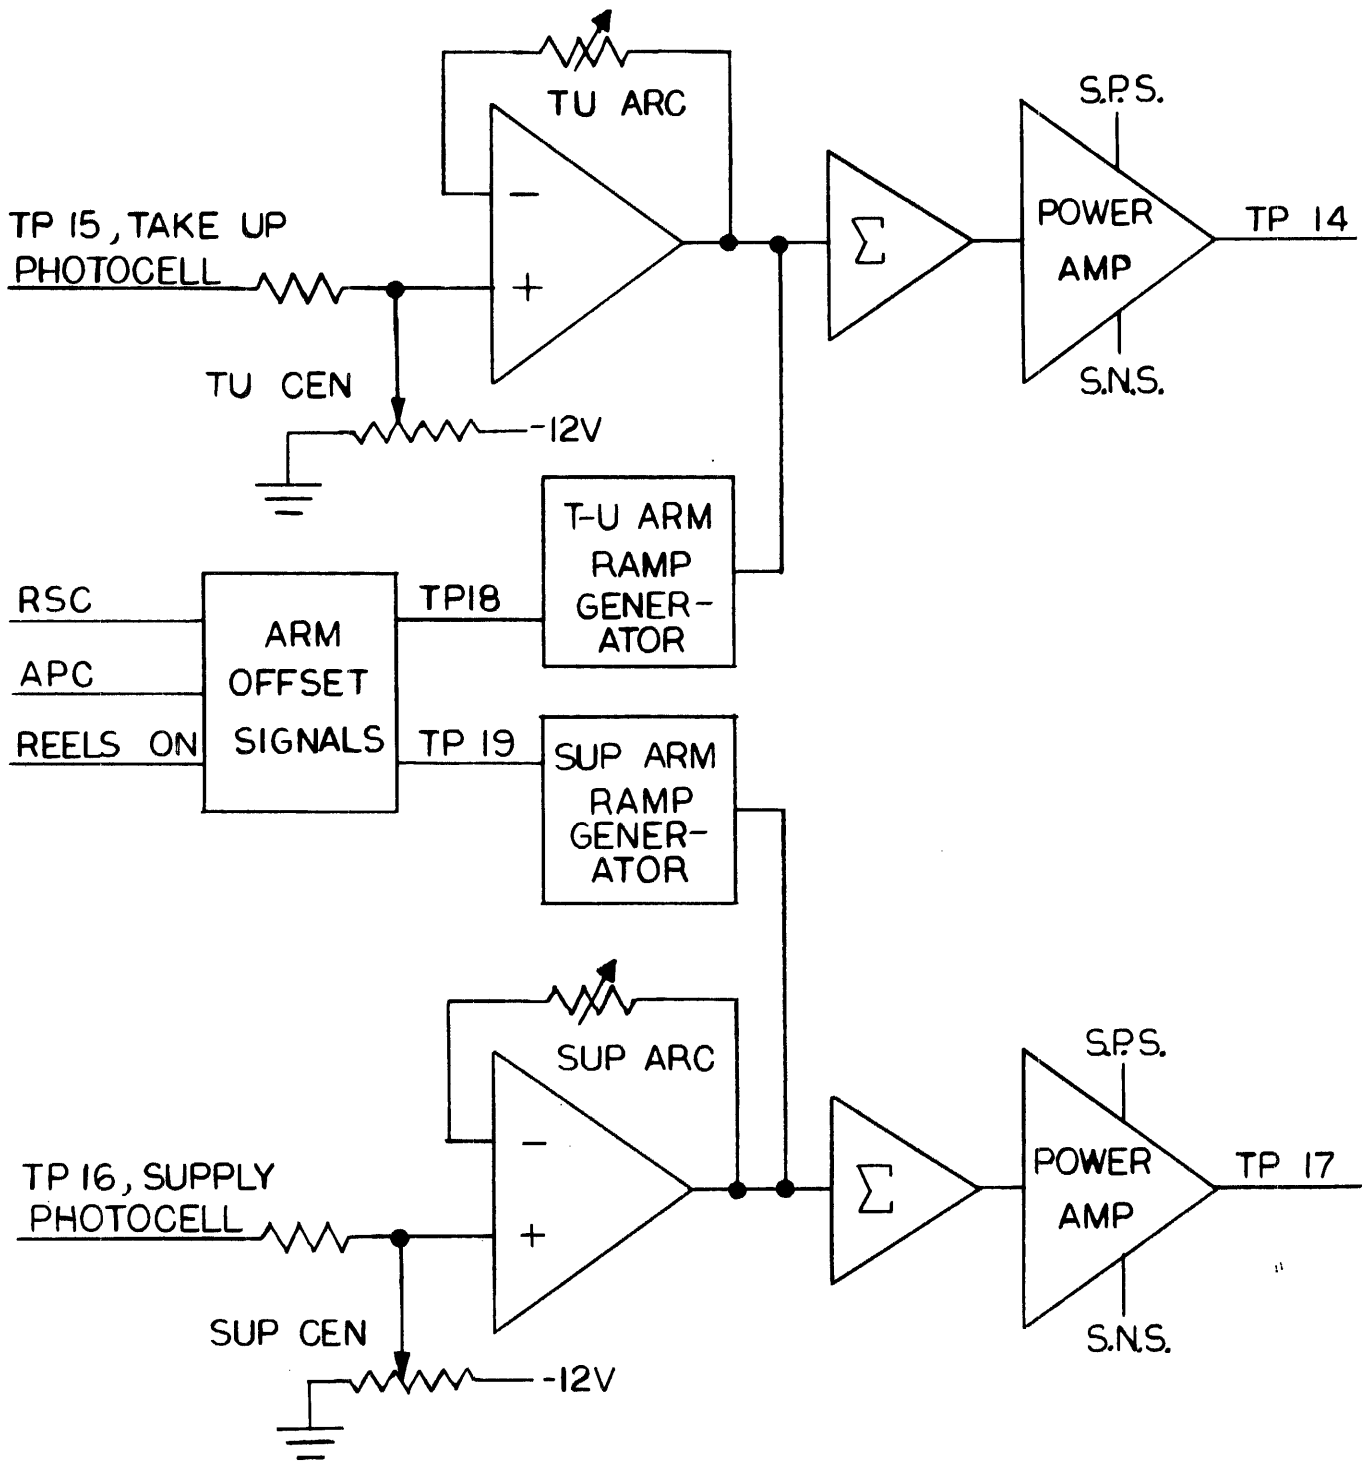 TU ARC
S.P.S.
−
TP 15, TAKE UP
PHOTOCELL
+
Σ
POWER
AMP
TP 14
S.N.S.
TU CEN
-12V
T-U ARM
RAMP
GENER-
ATOR
RSC
APC
REELS ON
ARM
OFFSET
SIGNALS
TP18
TP 19
SUP ARM
RAMP
GENER-
ATOR
SUP ARC
S.P.S.
−
TP 16, SUPPLY
PHOTOCELL
+
Σ
POWER
AMP
TP 17
S.N.S.
SUP CEN
-12V